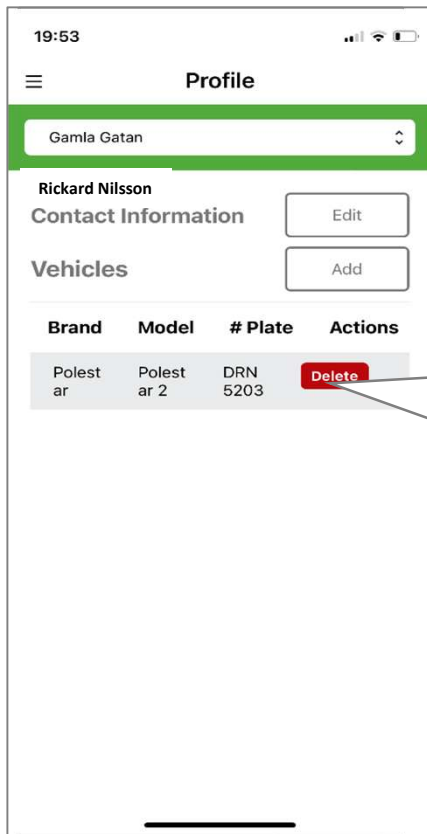 19:53
Profile
Gamla Gatan
Rickard Nilsson
Contact Information Edit
Vehicles Add
Brand Model # Plate Actions
Polest Polest DRN Delete
ar ar 2 5203